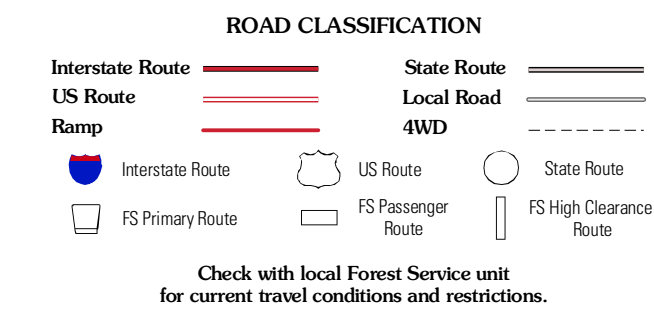 ROAD CLASSIFICATION
Interstate Route
State Route
US Route
Local Road
Ramp
4WD
Interstate Route
US Route
State Route
FS Primary Route
FS Passenger
Route
FS High Clearance
Route
Check with local Forest Service unit
for current travel conditions and restrictions.